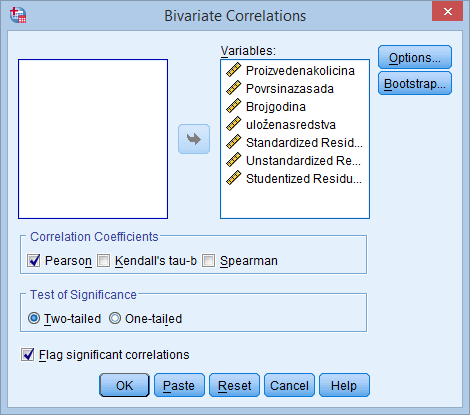 Bivariate Correlations
Variables:
Proizvedenakolicina
Povrsinazasada
Brojgodina
uloženasredstva
Standardized Resid...
Unstandardized Re...
Studentized Residu...
Options...
Bootstrap...
Correlation Coefficients
Pearson Kendall's tau-b Spearman
Test of Significance
Two-tailed One-tailed
Flag significant correlations
OK Paste Reset Cancel Help